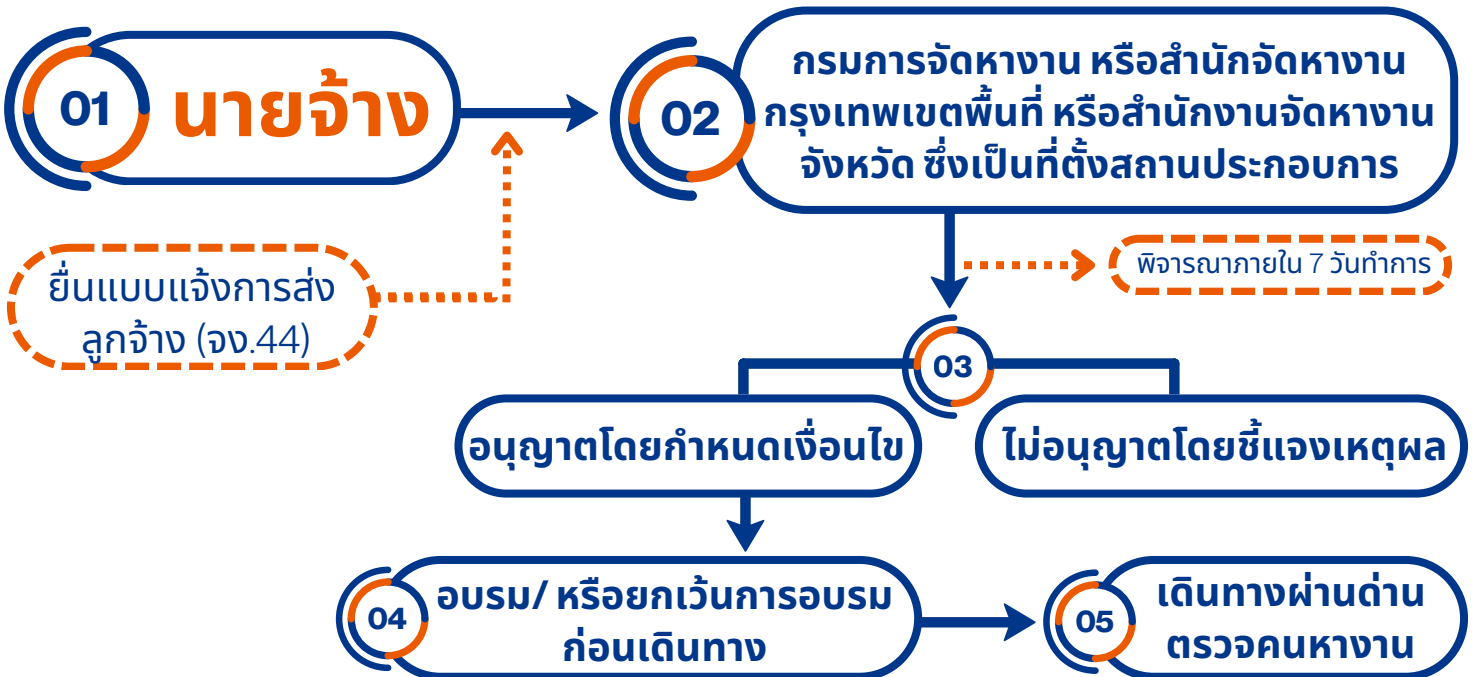 01
นายจ้าง
ยื่นแบบแจ้งการส่ง
ลูกจ้าง (จง.44)
02
กรมการจัดหางาน หรือสำนักจัดหางาน
กรุงเทพเขตพื้นที่ หรือสำนักงานจัดหางาน
จังหวัด ซึ่งเป็นที่ตั้งสถานประกอบการ
พิจารณาภายใน 7 วันทำการ
03
อนุญาตโดยกำหนดเงื่อนไข
ไม่อนุญาตโดยชี้แจงเหตุผล
04
อบรม/ หรือยกเว้นการอบรม
ก่อนเดินทาง
05
เดินทางผ่านด่าน
ตรวจคนหางาน